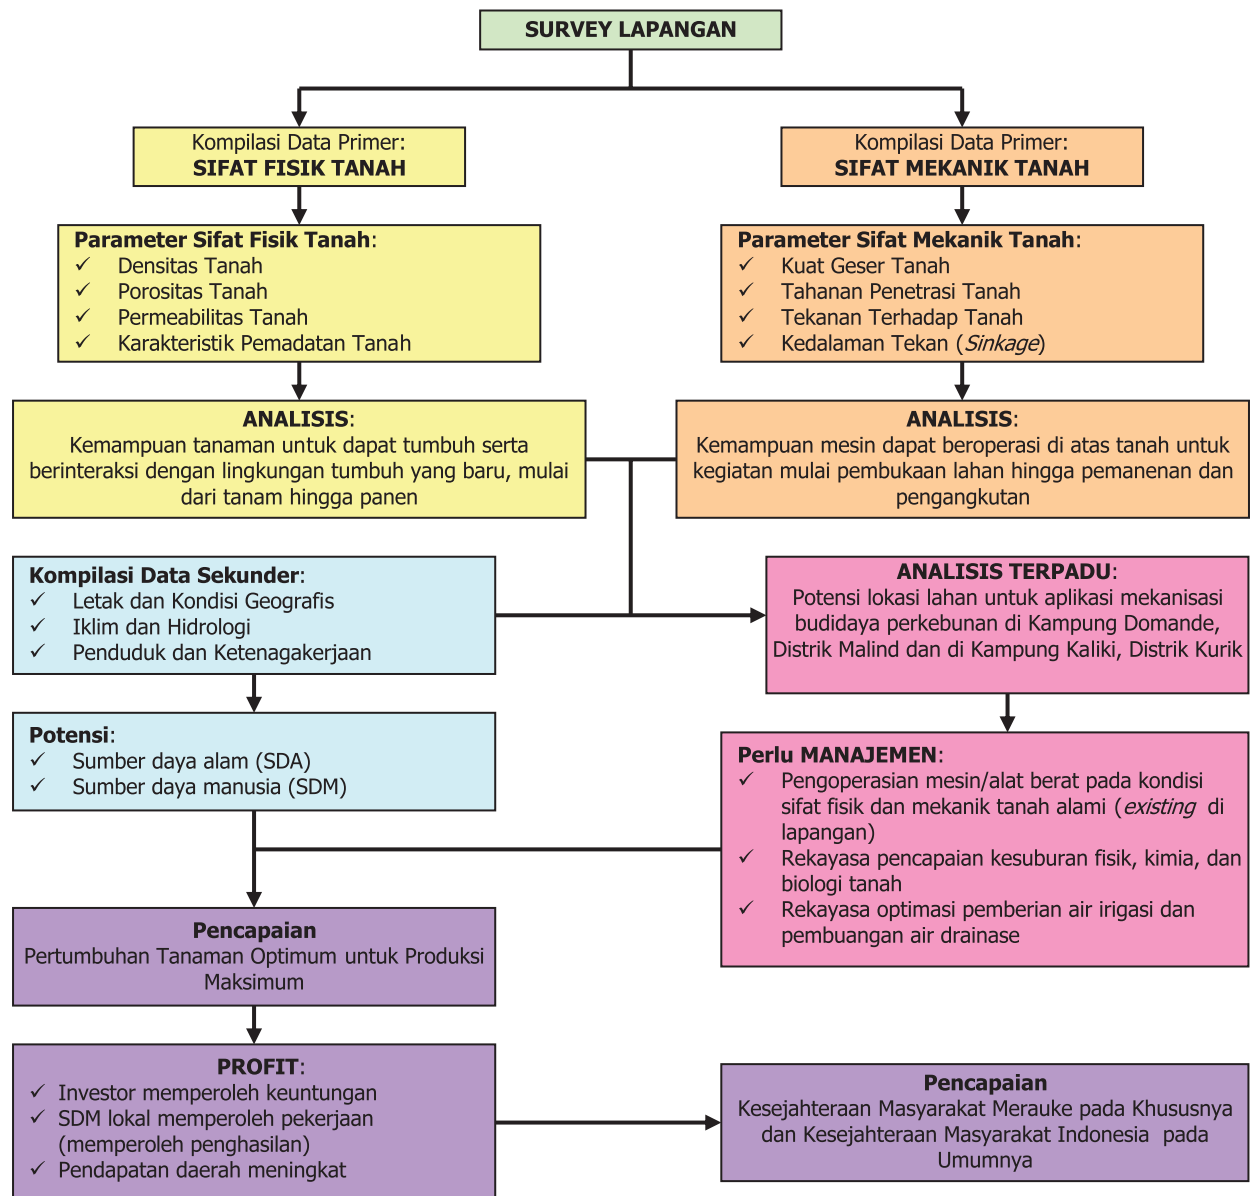 SURVEY LAPANGAN
Kompilasi Data Primer:
SIFAT FISIK TANAH
Kompilasi Data Primer:
SIFAT MEKANIK TANAH
Parameter Sifat Fisik Tanah:
✓ Densitas Tanah
✓ Porositas Tanah
✓ Permeabilitas Tanah
✓ Karakteristik Pemadatan Tanah
Parameter Sifat Mekanik Tanah:
✓ Kuat Geser Tanah
✓ Tahanan Penetrasi Tanah
✓ Tekanan Terhadap Tanah
✓ Kedalaman Tekan (Sinkage)
ANALISIS:
Kemampuan tanaman untuk dapat tumbuh serta
berinteraksi dengan lingkungan tumbuh yang baru, mulai
dari tanam hingga panen
ANALISIS:
Kemampuan mesin dapat beroperasi di atas tanah untuk
kegiatan mulai pembukaan lahan hingga pemanenan dan
pengangkutan
Kompilasi Data Sekunder:
✓ Letak dan Kondisi Geografis
✓ Iklim dan Hidrologi
✓ Penduduk dan Ketenagakerjaan
ANALISIS TERPADU:
Potensi lokasi lahan untuk aplikasi mekanisasi
budidaya perkebunan di Kampung Domande,
Distrik Malind dan di Kampung Kaliki, Distrik Kurik
Potensi:
✓ Sumber daya alam (SDA)
✓ Sumber daya manusia (SDM)
Perlu MANAJEMEN:
✓ Pengoperasian mesin/alat berat pada kondisi
sifat fisik dan mekanik tanah alami (existing di
lapangan)
✓ Rekayasa pencapaian kesuburan fisik, kimia, dan
biologi tanah
✓ Rekayasa optimasi pemberian air irigasi dan
pembuangan air drainase
Pencapaian
Pertumbuhan Tanaman Optimum untuk Produksi
Maksimum
PROFIT:
✓ Investor memperoleh keuntungan
✓ SDM lokal memperoleh pekerjaan
(memperoleh penghasilan)
✓ Pendapatan daerah meningkat
Pencapaian
Kesejahteraan Masyarakat Merauke pada Khususnya
dan Kesejahteraan Masyarakat Indonesia pada
Umumnya